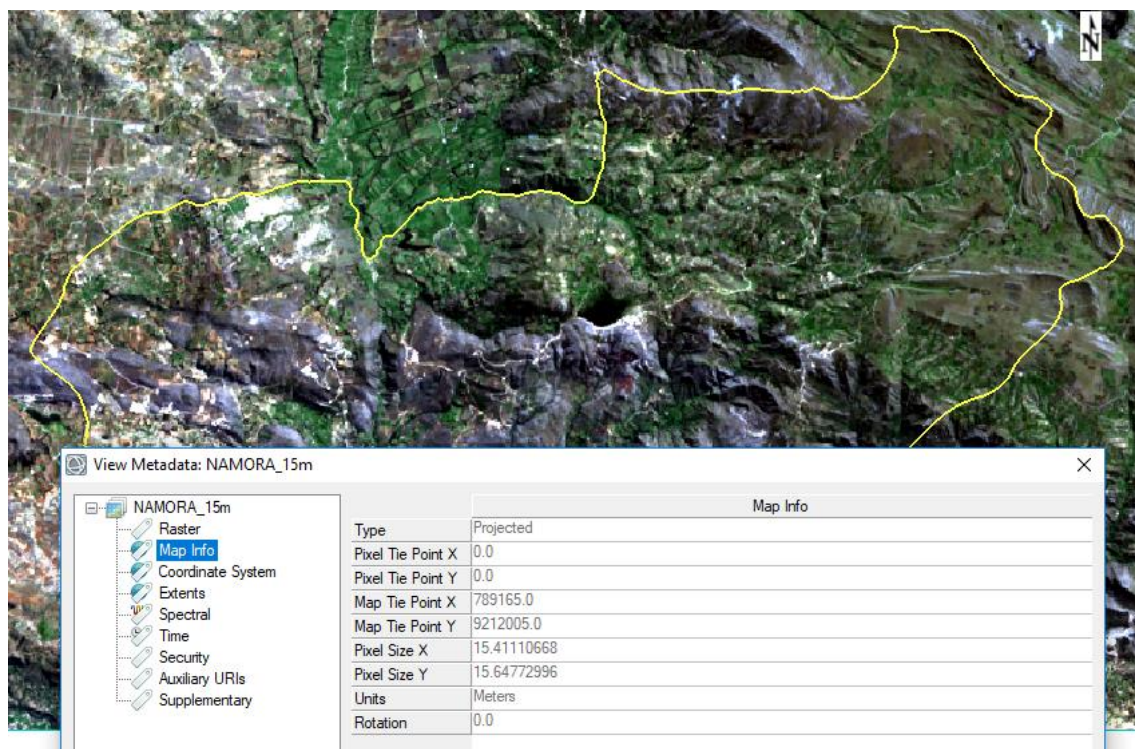 N
View Metadata: NAMORA_15m
NAMORA_15m
Raster
Map Info
Coordinate System
Extents
Spectral
Time
Security
Auxiliary URIs
Supplementary
Map Info
Type Projected
Pixel Tie Point X 0.0
Pixel Tie Point Y 0.0
Map Tie Point X 789165.0
Map Tie Point Y 9212005.0
Pixel Size X 15.41110668
Pixel Size Y 15.64772996
Units Meters
Rotation 0.0